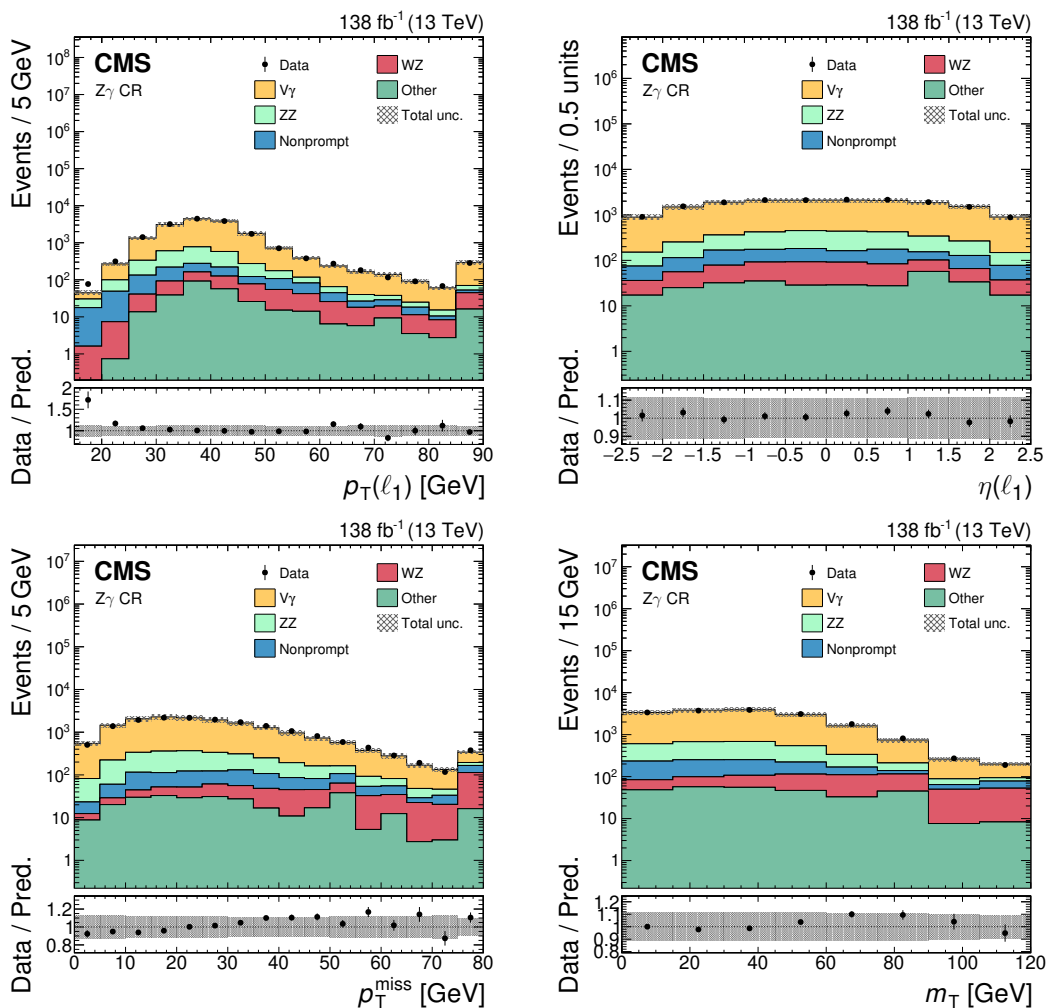 138 fb⁻¹ (13 TeV)
Events / 5 GeV
CMS
Zγ CR
Data
Vγ
ZZ
Nonprompt
WZ
Other
Total unc.
10⁸
10⁷
10⁶
10⁵
10⁴
10³
10²
10
1
Data / Pred.
2
1.5
1
20 30 40 50 60 70 80 90
p_T(ℓ₁) [GeV]
138 fb⁻¹ (13 TeV)
Events / 0.5 units
CMS
Zγ CR
Data
Vγ
ZZ
Nonprompt
WZ
Other
Total unc.
10⁶
10⁵
10⁴
10³
10²
10
1
Data / Pred.
1.1
1
0.9
−2.5 −2 −1.5 −1 −0.5 0 0.5 1 1.5 2 2.5
η(ℓ₁)
138 fb⁻¹ (13 TeV)
Events / 5 GeV
CMS
Zγ CR
Data
Vγ
ZZ
Nonprompt
WZ
Other
Total unc.
10⁷
10⁶
10⁵
10⁴
10³
10²
10
1
Data / Pred.
1.2
1
0.8
0 10 20 30 40 50 60 70 80
p_T^miss [GeV]
138 fb⁻¹ (13 TeV)
Events / 15 GeV
CMS
Zγ CR
Data
Vγ
ZZ
Nonprompt
WZ
Other
Total unc.
10⁷
10⁶
10⁵
10⁴
10³
10²
10
1
Data / Pred.
1.2
1.1
1
0.9
0.8
0 20 40 60 80 100 120
m_T [GeV]